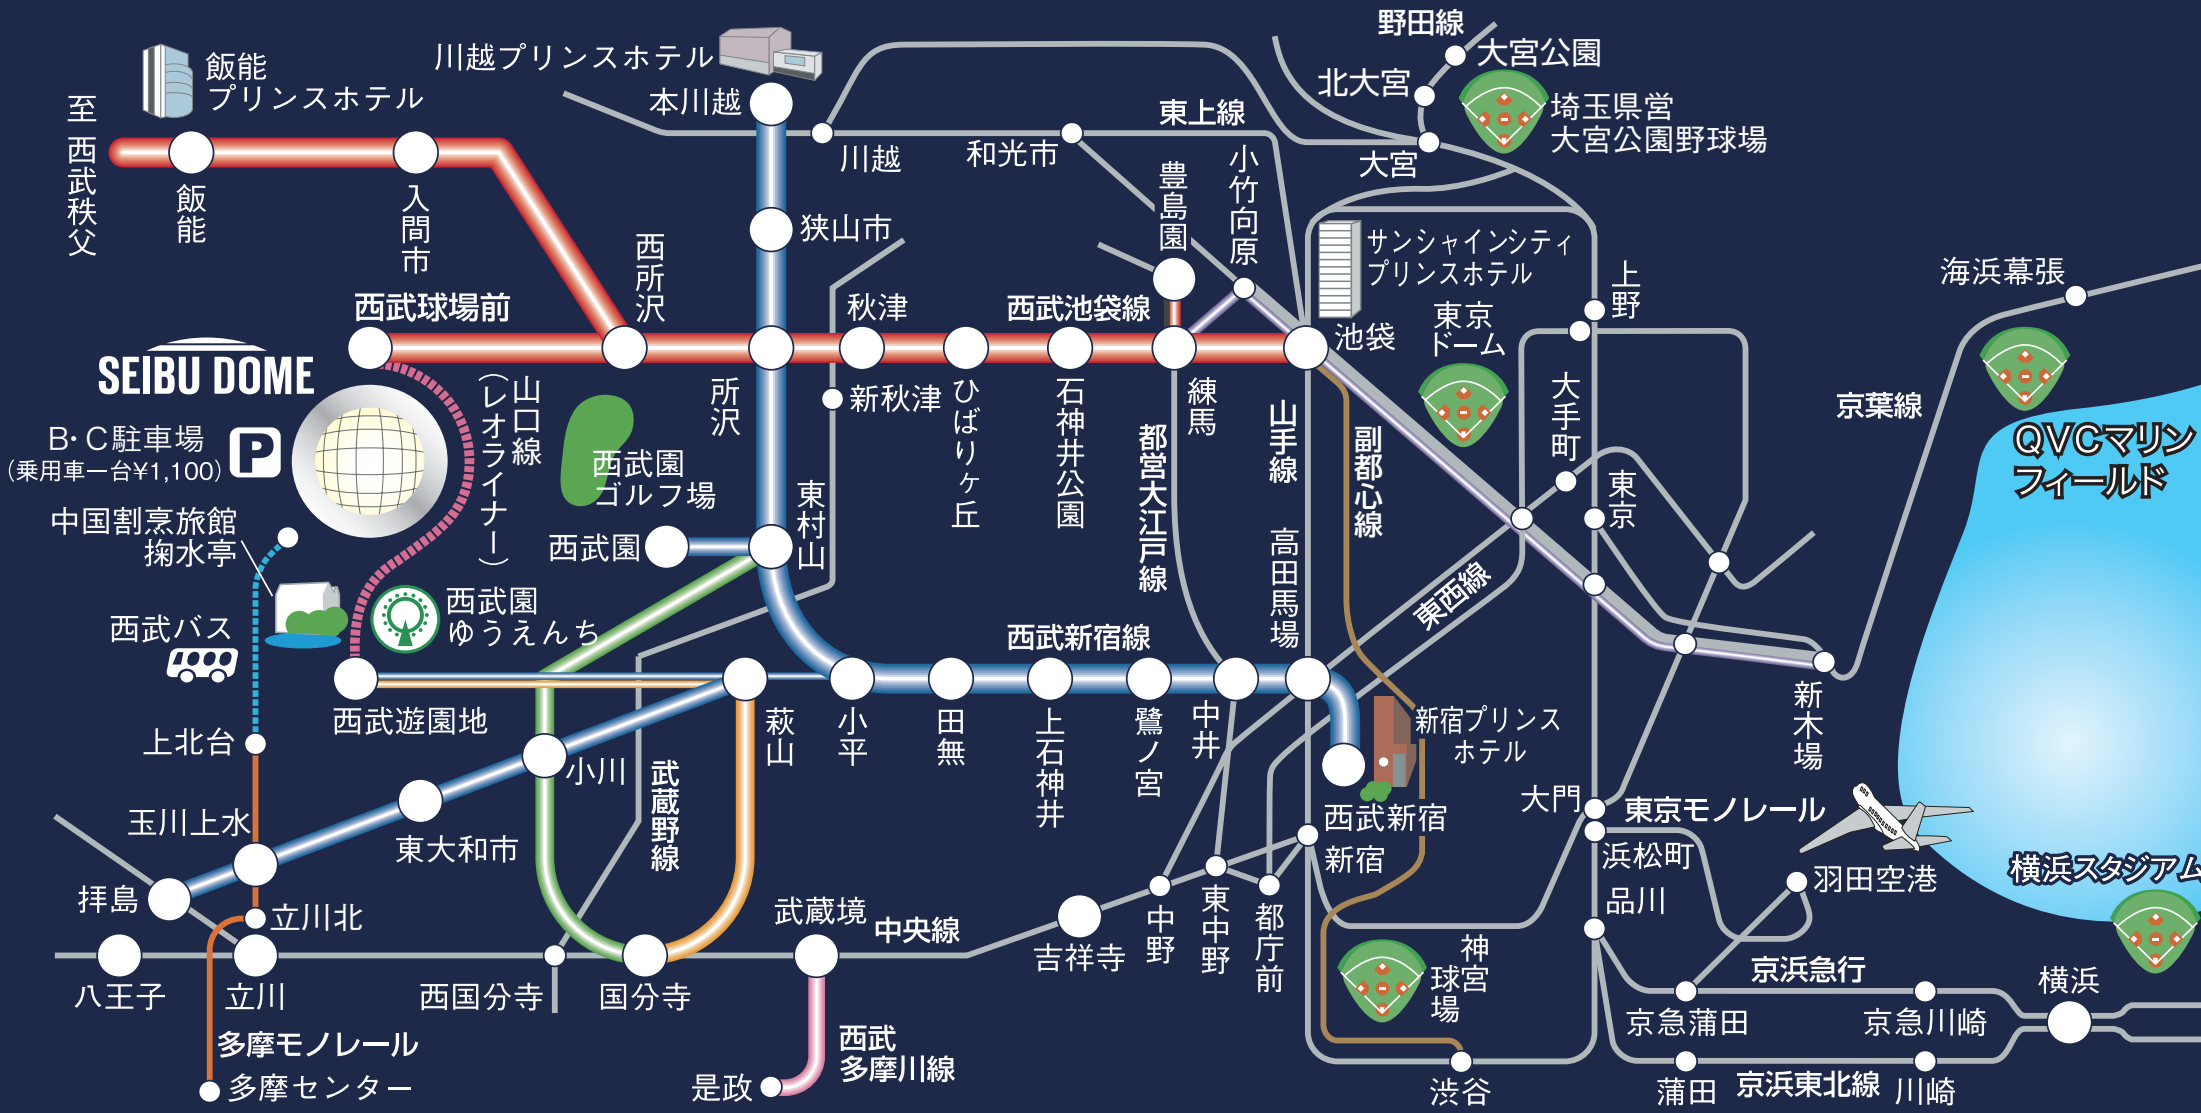 野田線
大宮公園
北大宮
埼玉県営
大宮公園野球場
大宮
飯能
プリンスホテル
川越プリンスホテル
本川越
至 西武秩父
飯能
入間市
川越
和光市
東上線
豊島園
小竹向原
狭山市
西所沢
サンシャインシティ
プリンスホテル
上野
海浜幕張
西武球場前
秋津
西武池袋線
池袋
東京
ドーム
SEIBU DOME
山口線
(レオライナー)
所沢
新秋津
ひばりヶ丘
石神井公園
練馬
都営大江戸線
山手線
副都心線
大手町
東京
京葉線
QVCマリン
フィールド
B・C駐車場
(乗用車一台¥1,100)
P
西武園
ゴルフ場
中国割烹旅館
掬水亭
西武園
東村山
高田馬場
東西線
西武バス
西武園
ゆうえんち
西武新宿線
西武遊園地
萩山
小平
田無
上石神井
鷺ノ宮
中井
新宿プリンス
ホテル
新木場
上北台
小川
武蔵野線
玉川上水
東大和市
西武新宿
新宿
大門
東京モノレール
浜松町
羽田空港
横浜スタジアム
拝島
立川北
武蔵境
中央線
吉祥寺
中野
東中野
都庁前
品川
神宮
球場
京浜急行
横浜
八王子
立川
西国分寺
国分寺
京急蒲田
京急川崎
多摩モノレール
多摩センター
西武
多摩川線
是政
渋谷
蒲田
京浜東北線
川崎